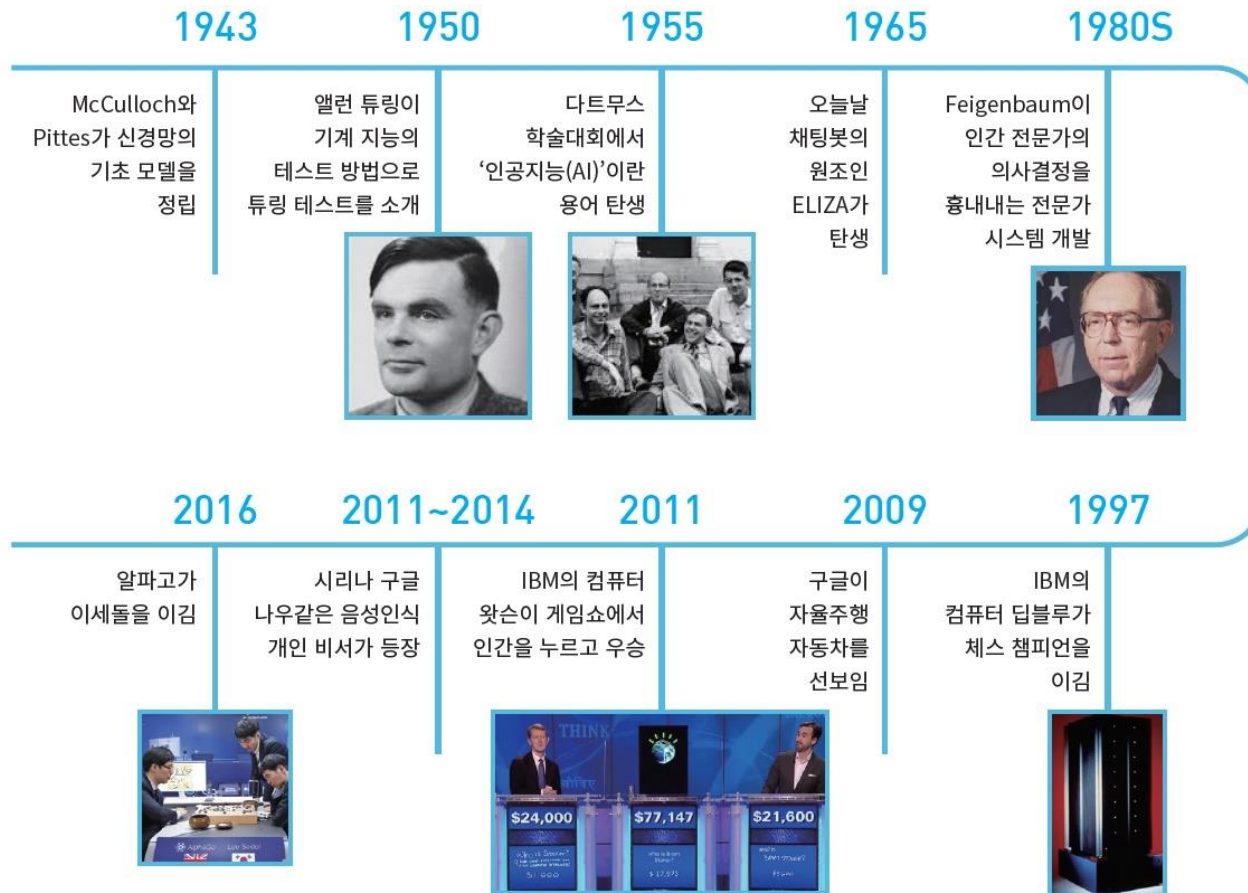 1943
McCulloch와
Pittes가 신경망의
기초 모델을
정립
1950
앨런 튜링이
기계 지능의
테스트 방법으로
튜링 테스트를 소개
1955
다트무스
학술대회에서
‘인공지능(AI)’이란
용어 탄생
1965
오늘날
채팅봇의
원조인
ELIZA가
탄생
1980S
Feigenbaum이
인간 전문가의
의사결정을
흉내내는 전문가
시스템 개발
2016
알파고가
이세돌을 이김
AlphaGo Lee Sedol
2011~2014
시리나 구글
나우같은 음성인식
개인 비서가 등장
2011
IBM의 컴퓨터
왓슨이 게임쇼에서
인간을 누르고 우승
THINK
$24,000
$77,147
$21,600
Who is Stoker?
$ 17,973
2009
구글이
자율주행
자동차를
선보임
1997
IBM의
컴퓨터 딥블루가
체스 챔피언을
이김